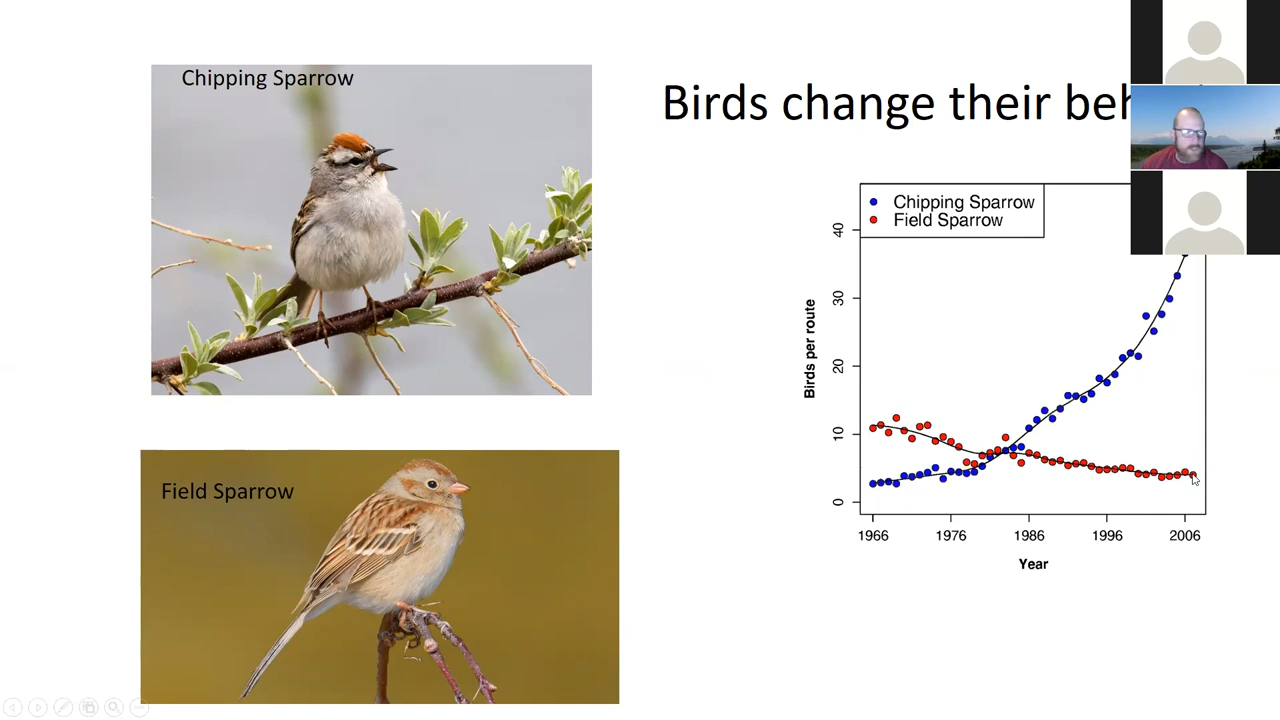 Chipping Sparrow
Birds change their beh
Chipping Sparrow
Field Sparrow
40
30
20
10
0
Birds per route
1966 1976 1986 1996 2006
Year
Field Sparrow